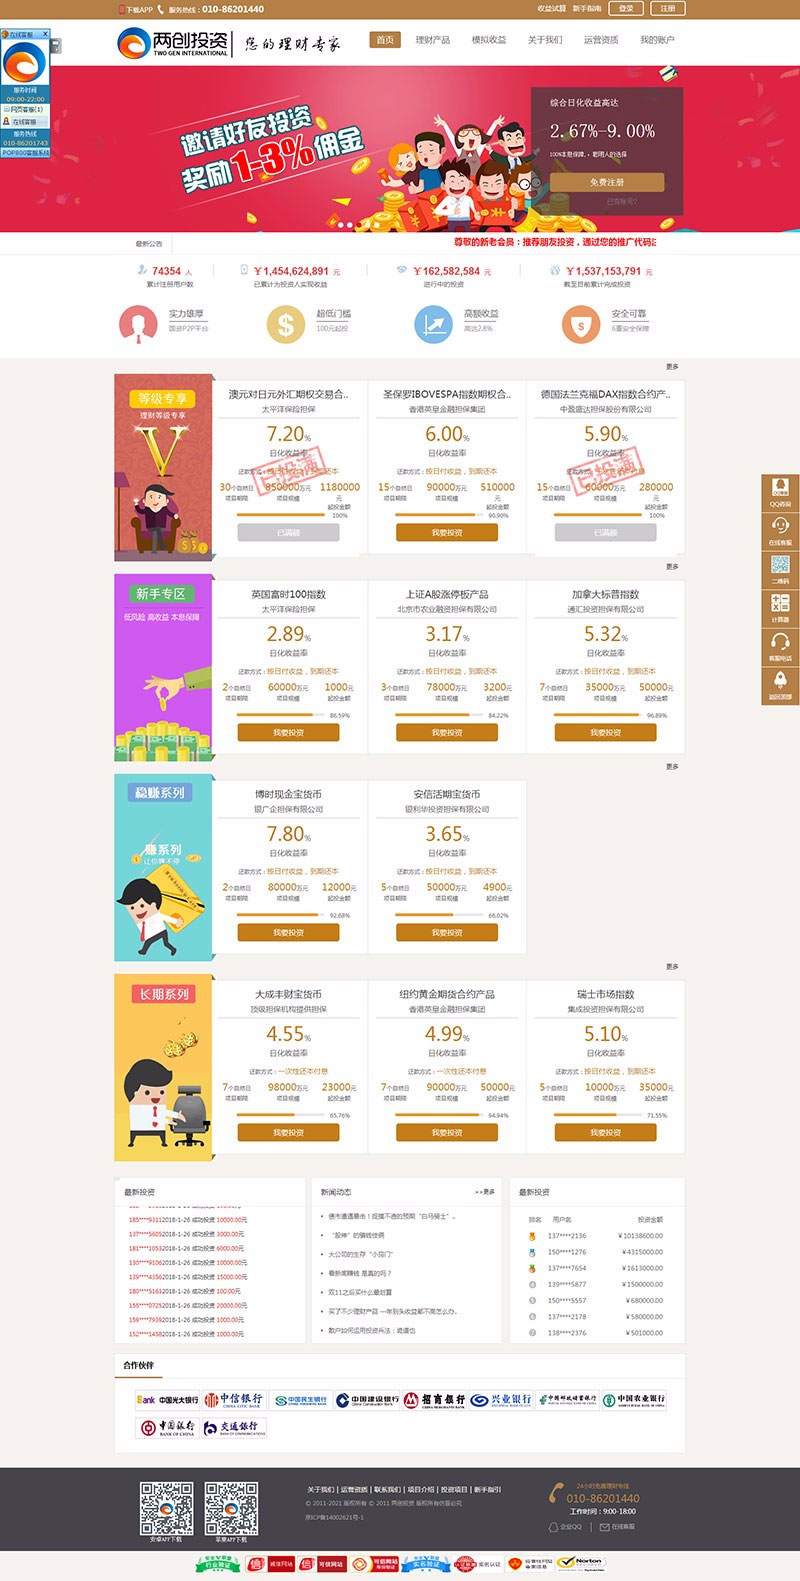 下载APP 服务热线：010-86201440
收益试算 新手指南 登录 注册
在线客服
服务时间
09:00-22:00
网页客服(1)
在线客服
服务热线
010-86201743
POP800客服系统
两创投资
TWO GEN INTERNATIONAL
您的理财专家
首页 理财产品 模拟收益 关于我们 运营资质 我的账户
邀请好友投资
奖励1-3%佣金
综合日化收益高达
2.67%-9.00%
100%本息保障，聪明人的选择
免费注册
已有账号?
最新公告
尊敬的新老会员：推荐朋友投资，通过您的推广代码注
74354 人
累计注册用户数
￥1,454,624,891 元
已累计为投资人实现收益
￥162,582,584 元
进行中的投资
￥1,537,153,791 元
截至目前累计完成投资
实力雄厚
国资P2P平台
超低门槛
100元起投
高额收益
高达2.8%
安全可靠
6重安全保障
更多
等级专享
理财等级专享
澳元对日元外汇期权交易合..
太平洋保险担保
7.20%
日化收益率
还款方式：按日付收益，到期还本
已投满
30个自然日 850000万元 1180000元
项目期限 项目规模 起投金额
100%
已满额
圣保罗IBOVESPA指数期权合..
香港英皇金融担保集团
6.00%
日化收益率
还款方式：按日付收益，到期还本
15个自然日 90000万元 510000元
项目期限 项目规模 起投金额
90.90%
我要投资
德国法兰克福DAX指数合约产..
中盈盛达担保股份有限公司
5.90%
日化收益率
还款方式：一次性还本付息
已投满
15个自然日 60000万元 280000元
项目期限 项目规模 起投金额
100%
已满额
QQ咨询
在线客服
二维码
计算器
客服电话
返回顶部
更多
新手专区
低风险 高收益 本息保障
英国富时100指数
太平洋保险担保
2.89%
日化收益率
还款方式：按日付收益，到期还本
2个自然日 60000万元 1000元
项目期限 项目规模 起投金额
86.59%
我要投资
上证A股涨停板产品
北京市农业融资担保有限公司
3.17%
日化收益率
还款方式：按日付收益，到期还本
3个自然日 78000万元 3200元
项目期限 项目规模 起投金额
84.22%
我要投资
加拿大标普指数
通汇投资担保有限公司
5.32%
日化收益率
还款方式：按日付收益，到期还本
7个自然日 35000万元 50000元
项目期限 项目规模 起投金额
96.89%
我要投资
更多
稳赚系列
赚系列
让你赚不停
博时现金宝货币
银广企担保有限公司
7.80%
日化收益率
还款方式：按日付收益，到期还本
2个自然日 80000万元 12000元
项目期限 项目规模 起投金额
92.68%
我要投资
安信活期宝货币
银利华投资担保有限公司
3.65%
日化收益率
还款方式：按日付收益，到期还本
5个自然日 50000万元 4900元
项目期限 项目规模 起投金额
66.02%
我要投资
更多
长期系列
大成丰财宝货币
顶级担保机构提供担保
4.55%
日化收益率
还款方式：一次性还本付息
7个自然日 98000万元 23000元
项目期限 项目规模 起投金额
65.76%
我要投资
纽约黄金期货合约产品
香港英皇金融担保集团
4.99%
日化收益率
还款方式：一次性还本付息
7个自然日 90000万元 50000元
项目期限 项目规模 起投金额
94.94%
我要投资
瑞士市场指数
集成投资担保有限公司
5.10%
日化收益率
还款方式：按日付收益，到期还本
5个自然日 10000万元 35000元
项目期限 项目规模 起投金额
71.55%
我要投资
最新投资
185****93112018-1-26 成功投资 10000.00元
137****56052018-1-26 成功投资 3000.00元
181****10532018-1-26 成功投资 6000.00元
130****91062018-1-26 成功投资 10000.00元
139****43562018-1-26 成功投资 15000.00元
180****51632018-1-26 成功投资 100.00元
155****07252018-1-26 成功投资 20000.00元
159****79392018-1-26 成功投资 1000.00元
152****14582018-1-26 成功投资 1000.00元
新闻动态 >>更多
债市遭遇暴击！捉摸不透的预期“白马骑士”。
“股神”的赚钱伎俩
大公司的生存“小窍门”
看新闻赚钱 是真的吗？
双11之后买什么最划算
买了不少理财产品 一年到头收益都不高怎么办。
散户如何运用投资兵法：诡道也
最新投资
排名 用户名 投资金额
137****2136 ￥10138600.00
150****1276 ￥4315000.00
137****7654 ￥1613000.00
4 139****5877 ￥1500000.00
5 150****5557 ￥680000.00
6 137****2178 ￥580000.00
7 138****2376 ￥501000.00
合作伙伴
Bank 中国光大银行
中信银行 CHINA CITIC BANK
中国民生银行
中国建设银行 China Construction Bank
招商银行 CHINA MERCHANTS BANK
兴业银行
中国邮政储蓄银行
中国农业银行
中国银行 BANK OF CHINA
交通银行 BANK OF COMMUNICATIONS
安卓APP下载
苹果APP下载
关于我们 | 运营资质 | 联系我们 | 项目介绍 | 投资项目 | 新手指引
© 2011-2021 版权所有 © 2011 两创投资 版权所有仿冒必究
京ICP备14002621号-1
24小时免费理财专线
010-86201440
工作时间：9:00-18:00
企业QQ | 在线客服
行业验证
诚信网站
可信网站
可信网站
实名验证
实名认证
Norton